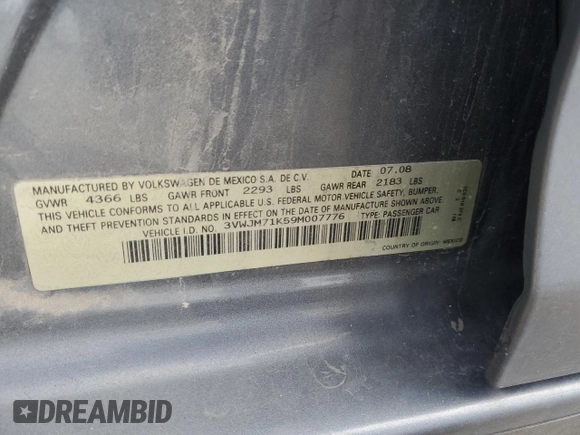 MANUFACTURED BY VOLKSWAGEN DE MEXICO S.A. DE C.V. DATE 07.08
GVWR 4366 LBS GAWR FRONT 2293 LBS GAWR REAR 2183 LBS
THIS VEHICLE CONFORMS TO ALL APPLICABLE U.S. FEDERAL MOTOR VEHICLE SAFETY, BUMPER,
AND THEFT PREVENTION STANDARDS IN EFFECT ON THE DATE OF MANUFACTURE SHOWN ABOVE.
VEHICLE I.D. NO. 3VWJM71K59M007776 TYPE: PASSENGER CAR
COUNTRY OF ORIGIN: MEXICO
DREAMBID